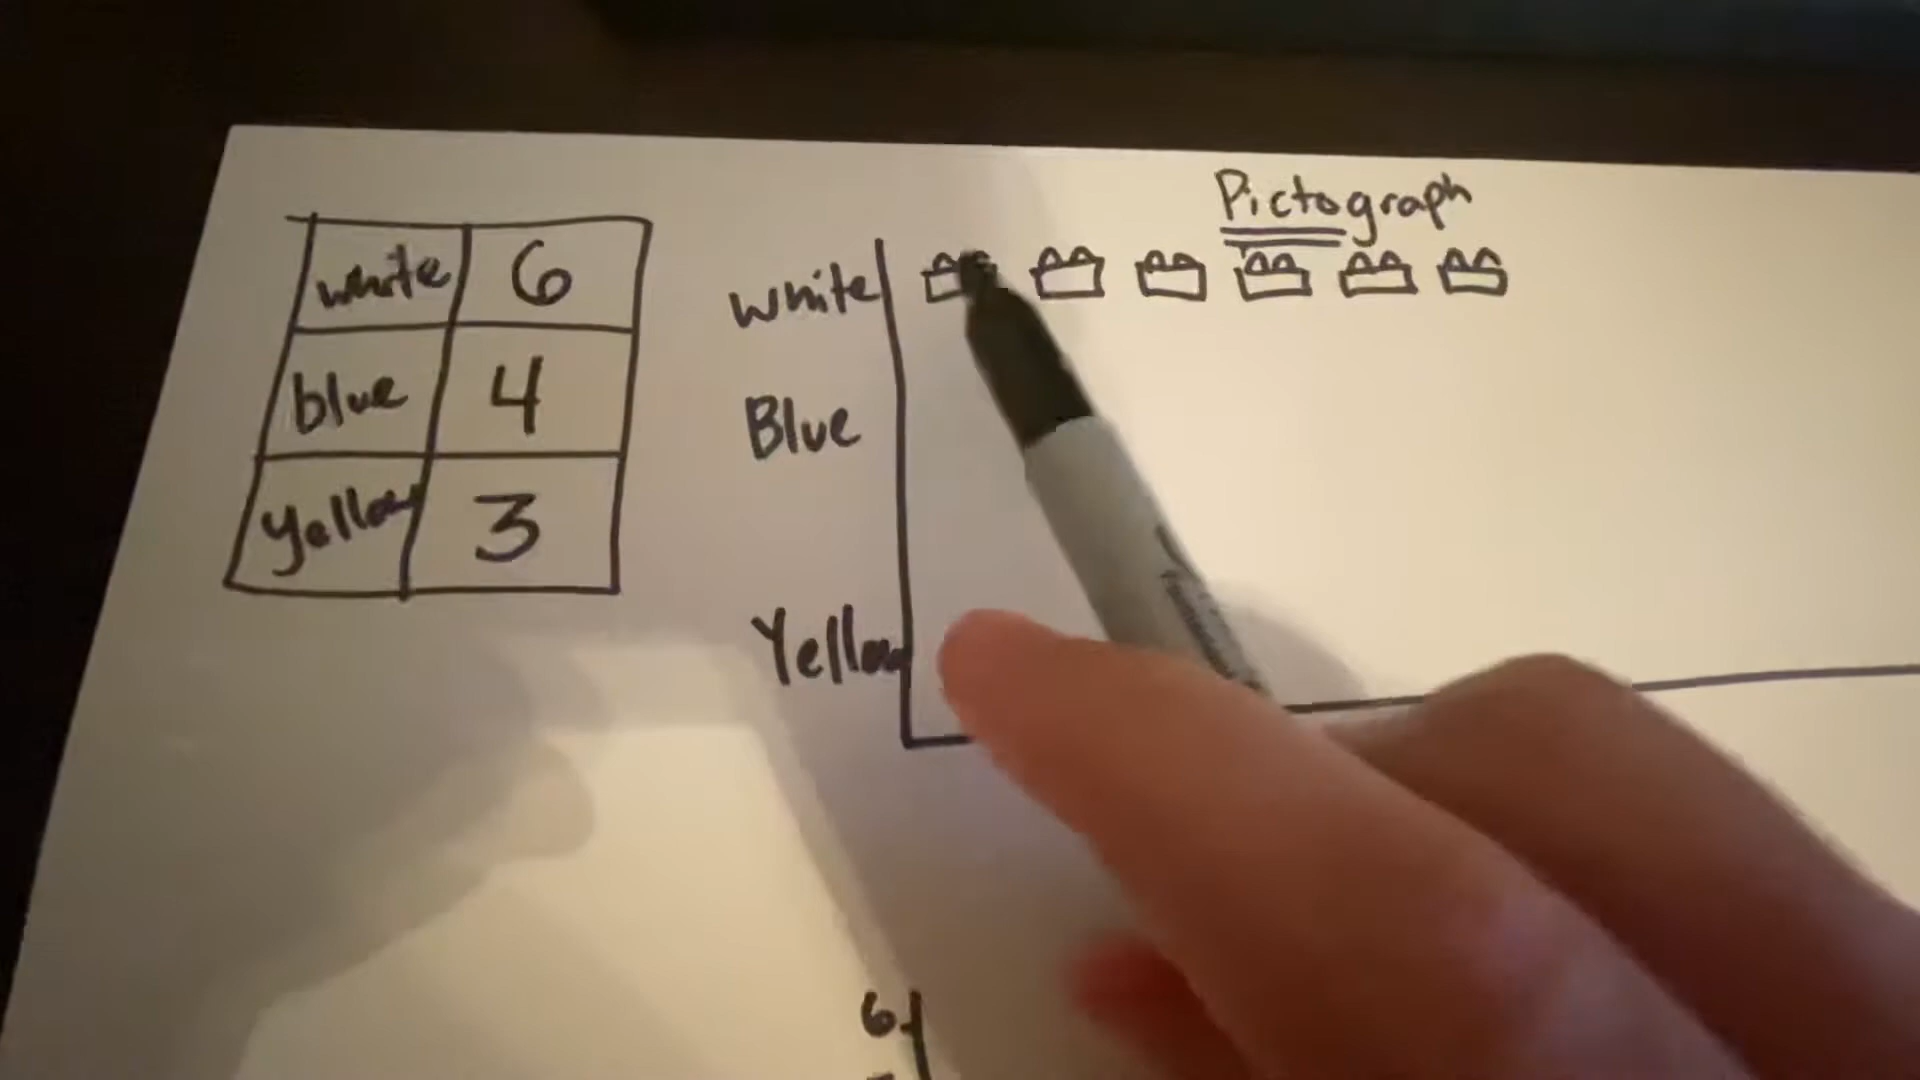 Pictograph
white 6
blue 4
yellow 3
white
Blue
Yellow
6